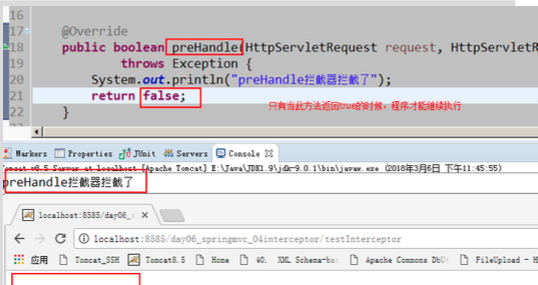 16
17 @Override
18 public boolean preHandle(HttpServletRequest request, HttpServletR
19 throws Exception {
20 System.out.println("preHandle拦截器拦截了");
21 return false;
只有当此方法返回true的时候，程序才能继续执行
22 }
Markers Properties JUnit Servers Console
Tomcat v8.5 Server at localhost [Apache Tomcat] E:\Java\JDK1.9\jdk-9.0.1\bin\javaw.exe (2018年3月6日 下午11:45:55)
preHandle拦截器拦截了
localhost:8585/day06_s
localhost:8585/day06_springmvc_04interceptor/testInterceptor
应用 Tomcat_SSH Tomcat8.5 Home 40. XML Schema-ba Apache Commons DbUt FileUpload - H